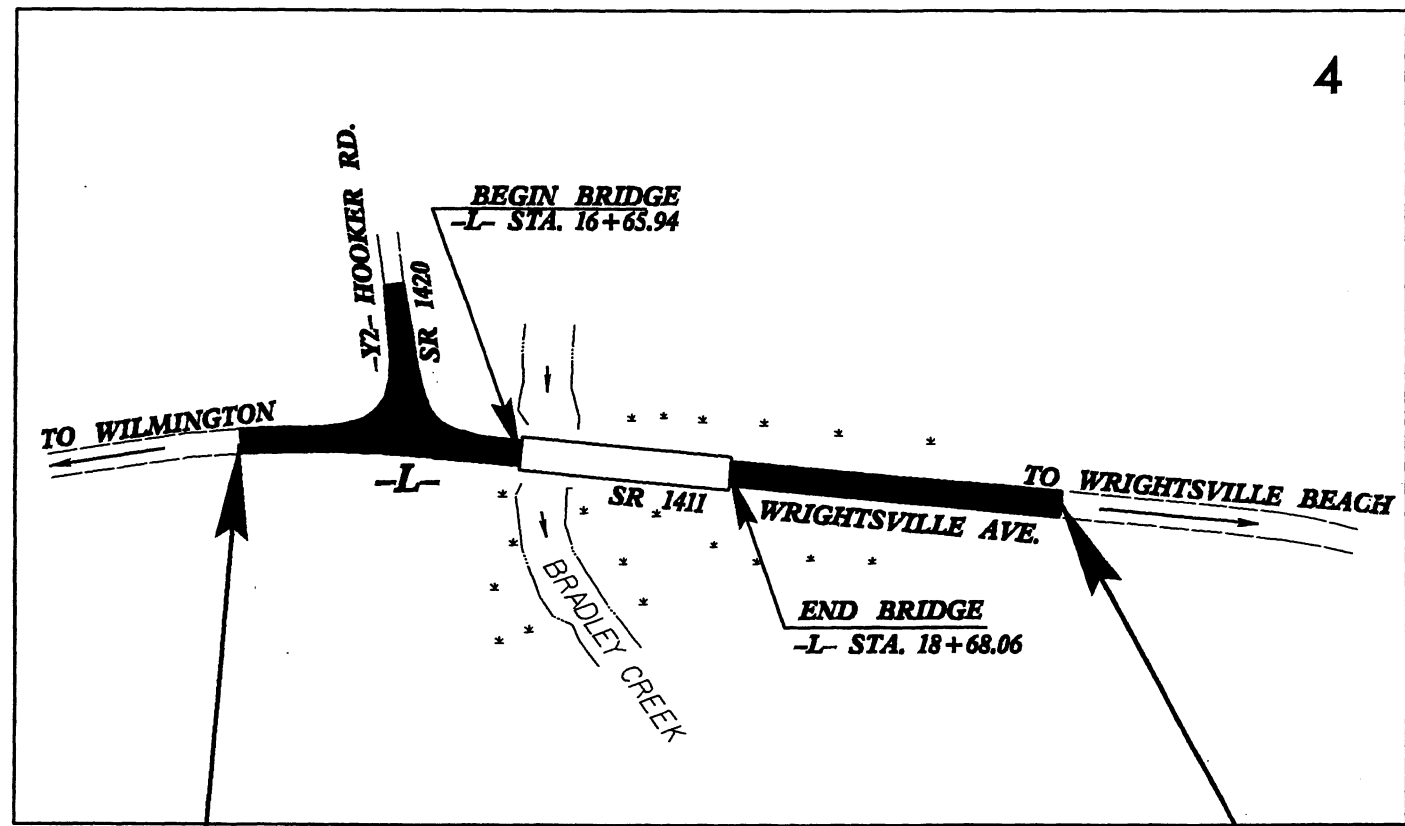 4
-Y2- HOOKER RD.
SR 1420
BEGIN BRIDGE
-L- STA. 16+65.94
TO WILMINGTON
-L-
SR 1411
WRIGHTSVILLE AVE.
TO WRIGHTSVILLE BEACH
BRADLEY CREEK
END BRIDGE
-L- STA. 18+68.06